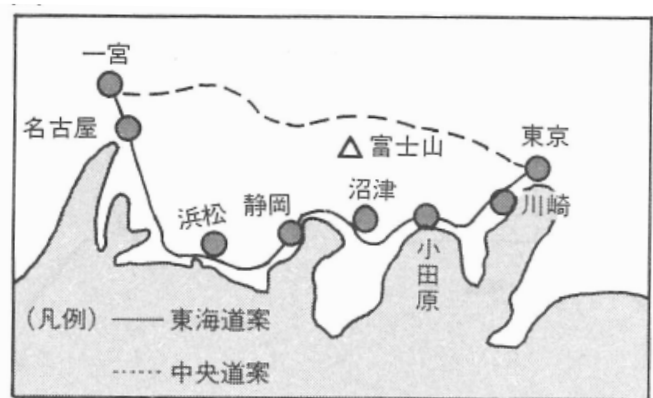 一宮
名古屋
浜松
静岡
沼津
富士山
東京
川崎
小田原
(凡例) 東海道案
中央道案